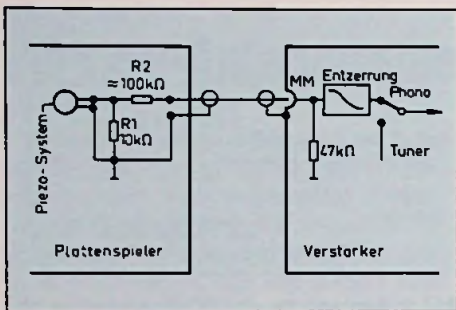 R2
≈100kΩ
R1
10kΩ
Piezo-System
Plattenspieler
MM
Entzerrung
Phono
47kΩ
Tuner
Verstarker